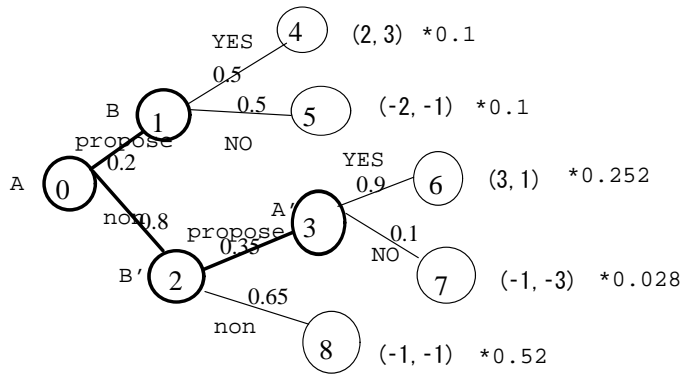 4 (2,3) *0.1
YES
0.5
B 1
0.5 5 (-2,-1) *0.1
propose
NO
0.2
A 0
YES
0.9 6 (3,1) *0.252
A'
non 0.8
propose 3
0.1
0.35
NO
B' 2
7 (-1,-3) *0.028
0.65
non
8 (-1,-1) *0.52